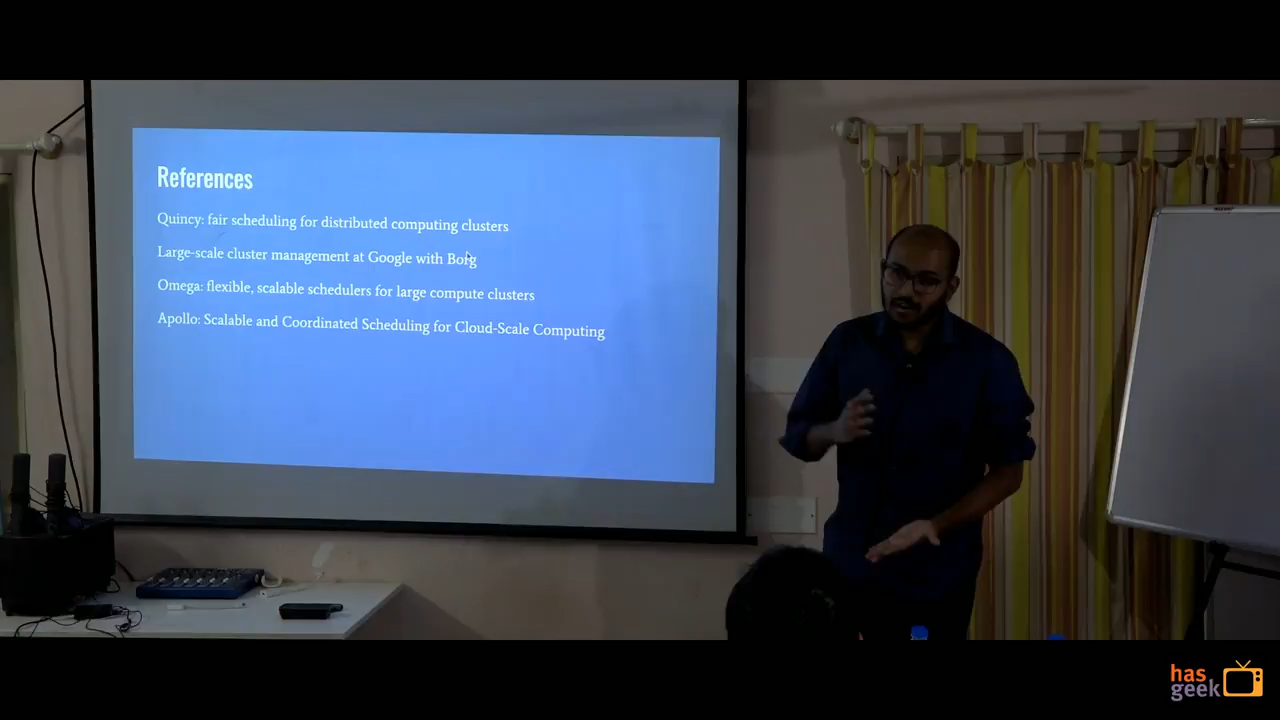 References
Quincy: fair scheduling for distributed computing clusters
Large-scale cluster management at Google with Borg
Omega: flexible, scalable schedulers for large compute clusters
Apollo: Scalable and Coordinated Scheduling for Cloud-Scale Computing
has
geek